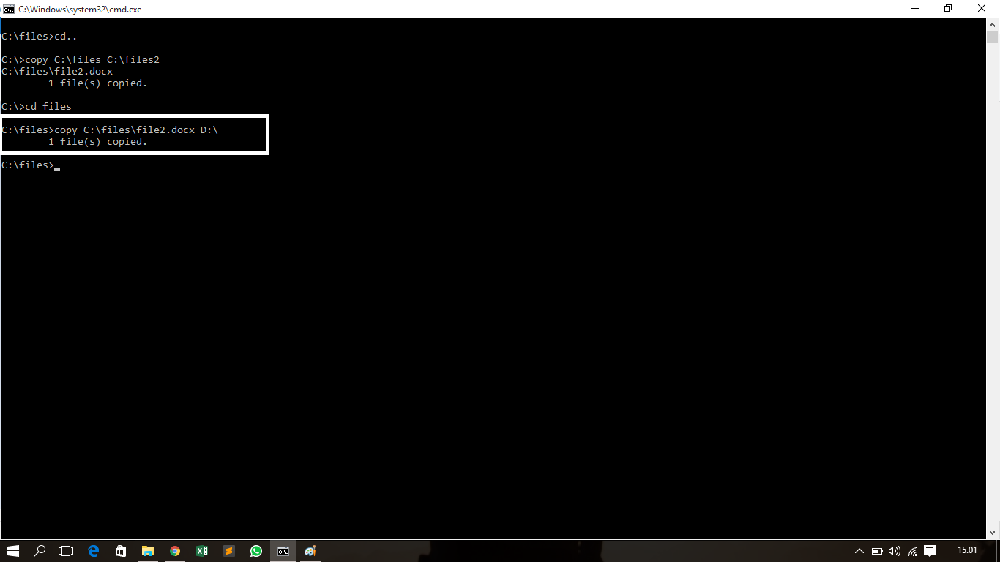 C:\Windows\system32\cmd.exe
C:\files>cd..
C:\>copy C:\files C:\files2
C:\files\file2.docx
        1 file(s) copied.
C:\>cd files
C:\files>copy C:\files\file2.docx D:\
        1 file(s) copied.
C:\files>
15.01